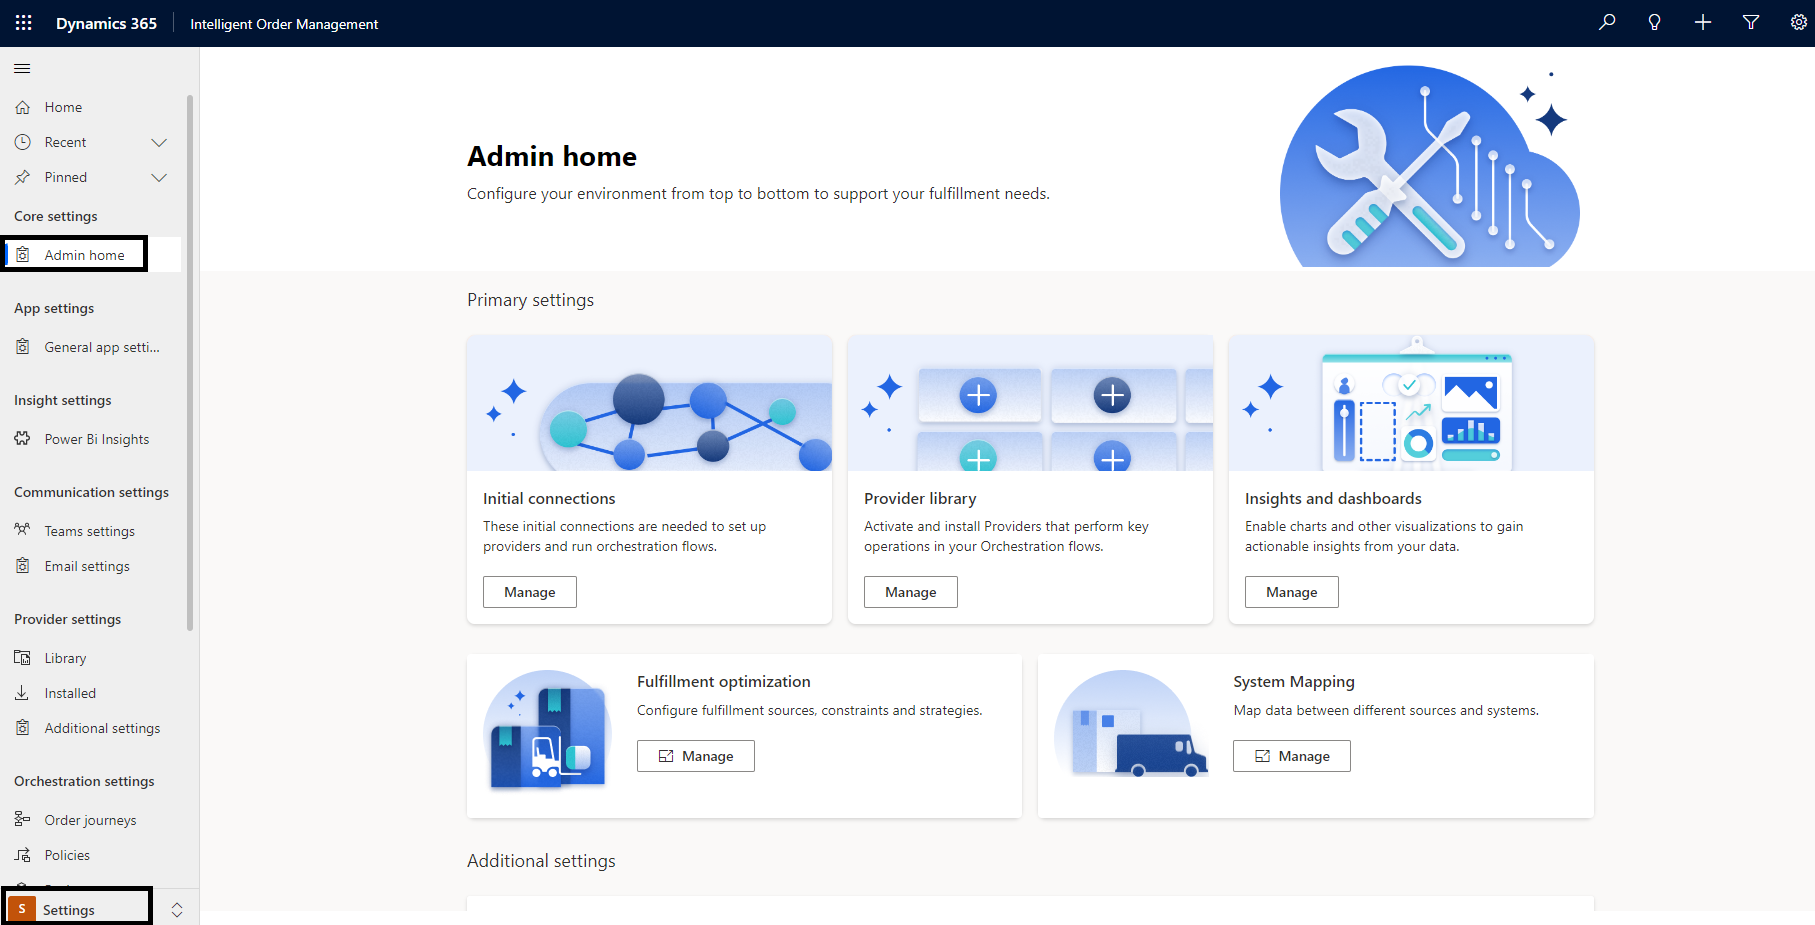 Dynamics 365
Intelligent Order Management
Home
Recent
Pinned
Core settings
Admin home
App settings
General app setti...
Insight settings
Power Bi Insights
Communication settings
Teams settings
Email settings
Provider settings
Library
Installed
Additional settings
Orchestration settings
Order journeys
Policies
S Settings
Admin home
Configure your environment from top to bottom to support your fulfillment needs.
Primary settings
Initial connections
These initial connections are needed to set up
providers and run orchestration flows.
Manage
Provider library
Activate and install Providers that perform key
operations in your Orchestration flows.
Manage
Insights and dashboards
Enable charts and other visualizations to gain
actionable insights from your data.
Manage
Fulfillment optimization
Configure fulfillment sources, constraints and strategies.
Manage
System Mapping
Map data between different sources and systems.
Manage
Additional settings